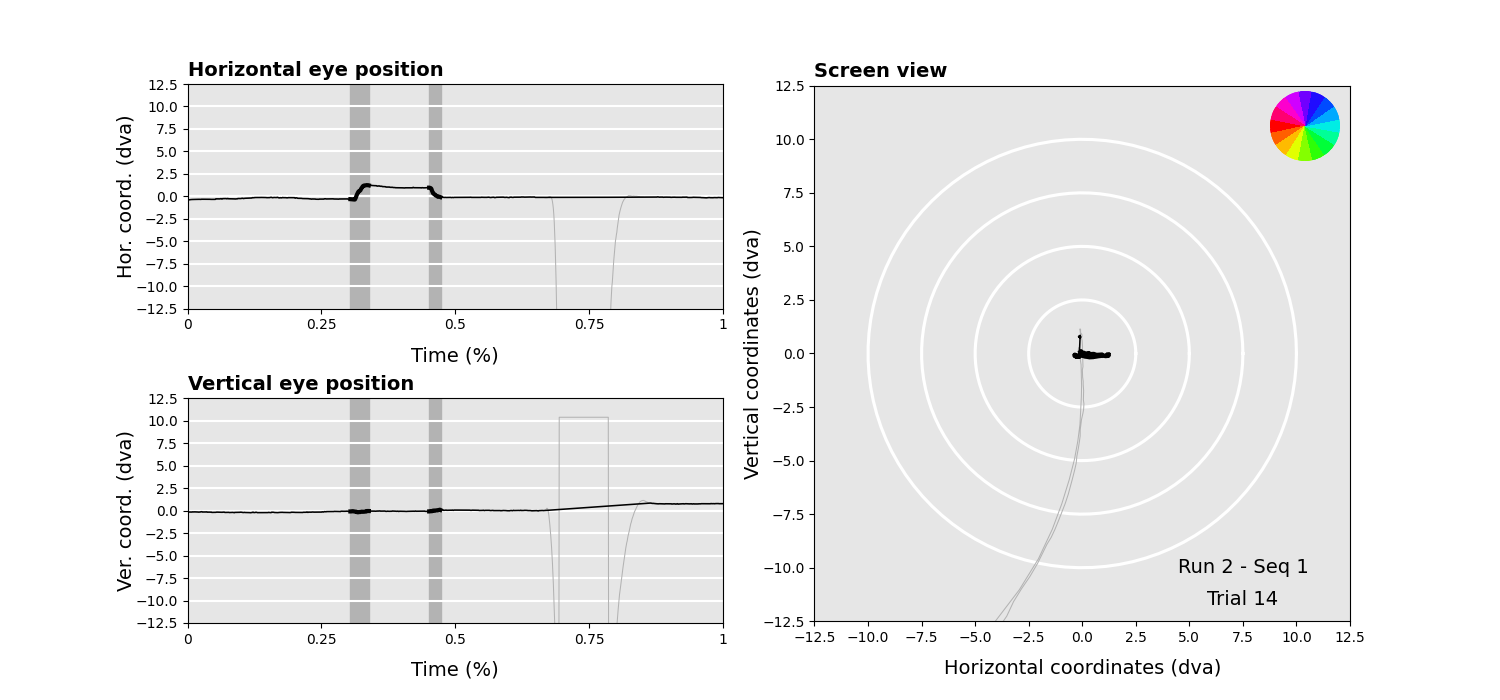 Horizontal eye position
12.5
10.0
7.5
5.0
2.5
0.0
−2.5
−5.0
−7.5
−10.0
−12.5
Hor. coord. (dva)
0 0.25 0.5 0.75 1
Time (%)
Vertical eye position
12.5
10.0
7.5
5.0
2.5
0.0
−2.5
−5.0
−7.5
−10.0
−12.5
Ver. coord. (dva)
0 0.25 0.5 0.75 1
Time (%)
Screen view
12.5
10.0
7.5
5.0
2.5
0.0
−2.5
−5.0
−7.5
−10.0
−12.5
Vertical coordinates (dva)
Run 2 - Seq 1
Trial 14
−12.5 −10.0 −7.5 −5.0 −2.5 0.0 2.5 5.0 7.5 10.0 12.5
Horizontal coordinates (dva)